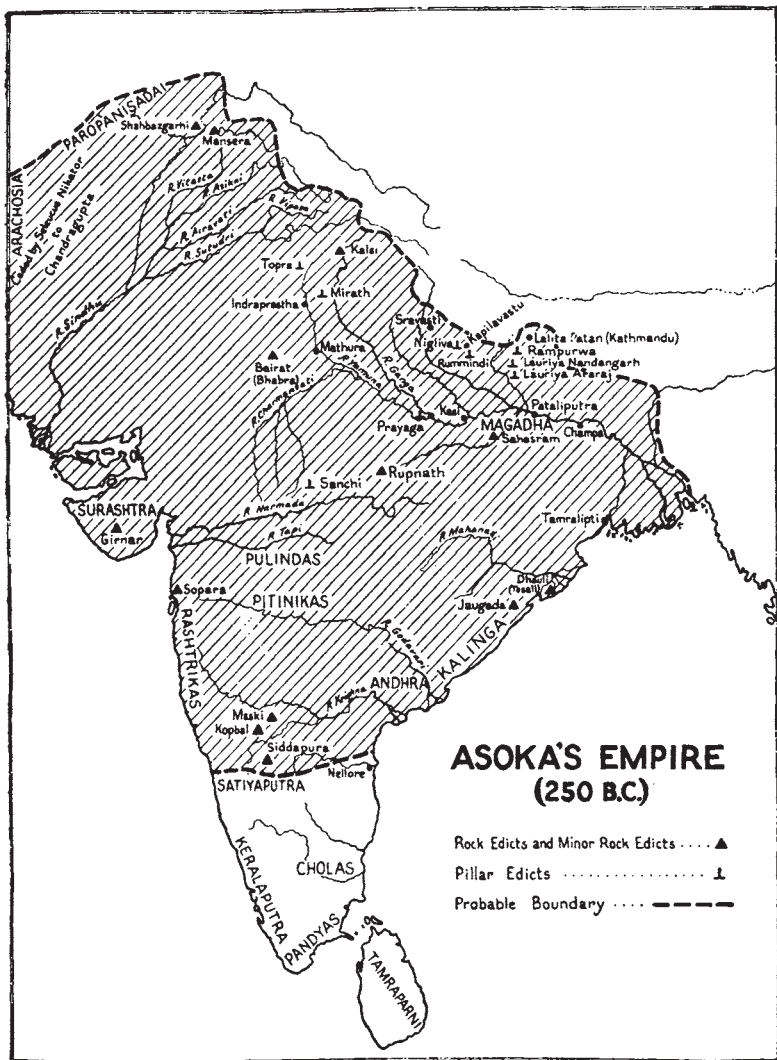 PAROPANISADAI
Shahbazgarhi
Mansera
ARACHOSIA
Ceded by Seleucus Nikator
to
Chandragupta
R. Vitasta
R. Asikni
R. Airavati
R. Vipasa
R. Sutudri
R. Sindhu
Kalsi
Topra
Mirath
Indraprastha
Mathura
Bairat
(Bhabra)
R. Yamuna
R. Ganga
R. Charmanvati
Sravasti
Kapilavastu
Nigliva
Rummindi
Lalita Patan (Kathmandu)
Rampurwa
Lauriya Nandangarh
Lauriya Araraj
Pataliputra
Kasi
Prayaga
MAGADHA
Champa
Sahasram
Rupnath
Sanchi
SURASHTRA
Girnar
R. Narmada
R. Tapi
R. Mahanadi
Tamralipti
PULINDAS
PITINIKAS
Sopara
RASHTRIKAS
Dhauli
Jaugada
KALINGA
R. Godavari
ANDHRA
R. Krishna
Maski
Kopbal
Siddapura
Nellore
SATIYAPUTRA
KERALAPUTRA
CHOLAS
PANDYAS
TAMRAPARNI
ASOKA'S EMPIRE
(250 B.C.)
Rock Edicts and Minor Rock Edicts .... ▲
Pillar Edicts
Probable Boundary ....